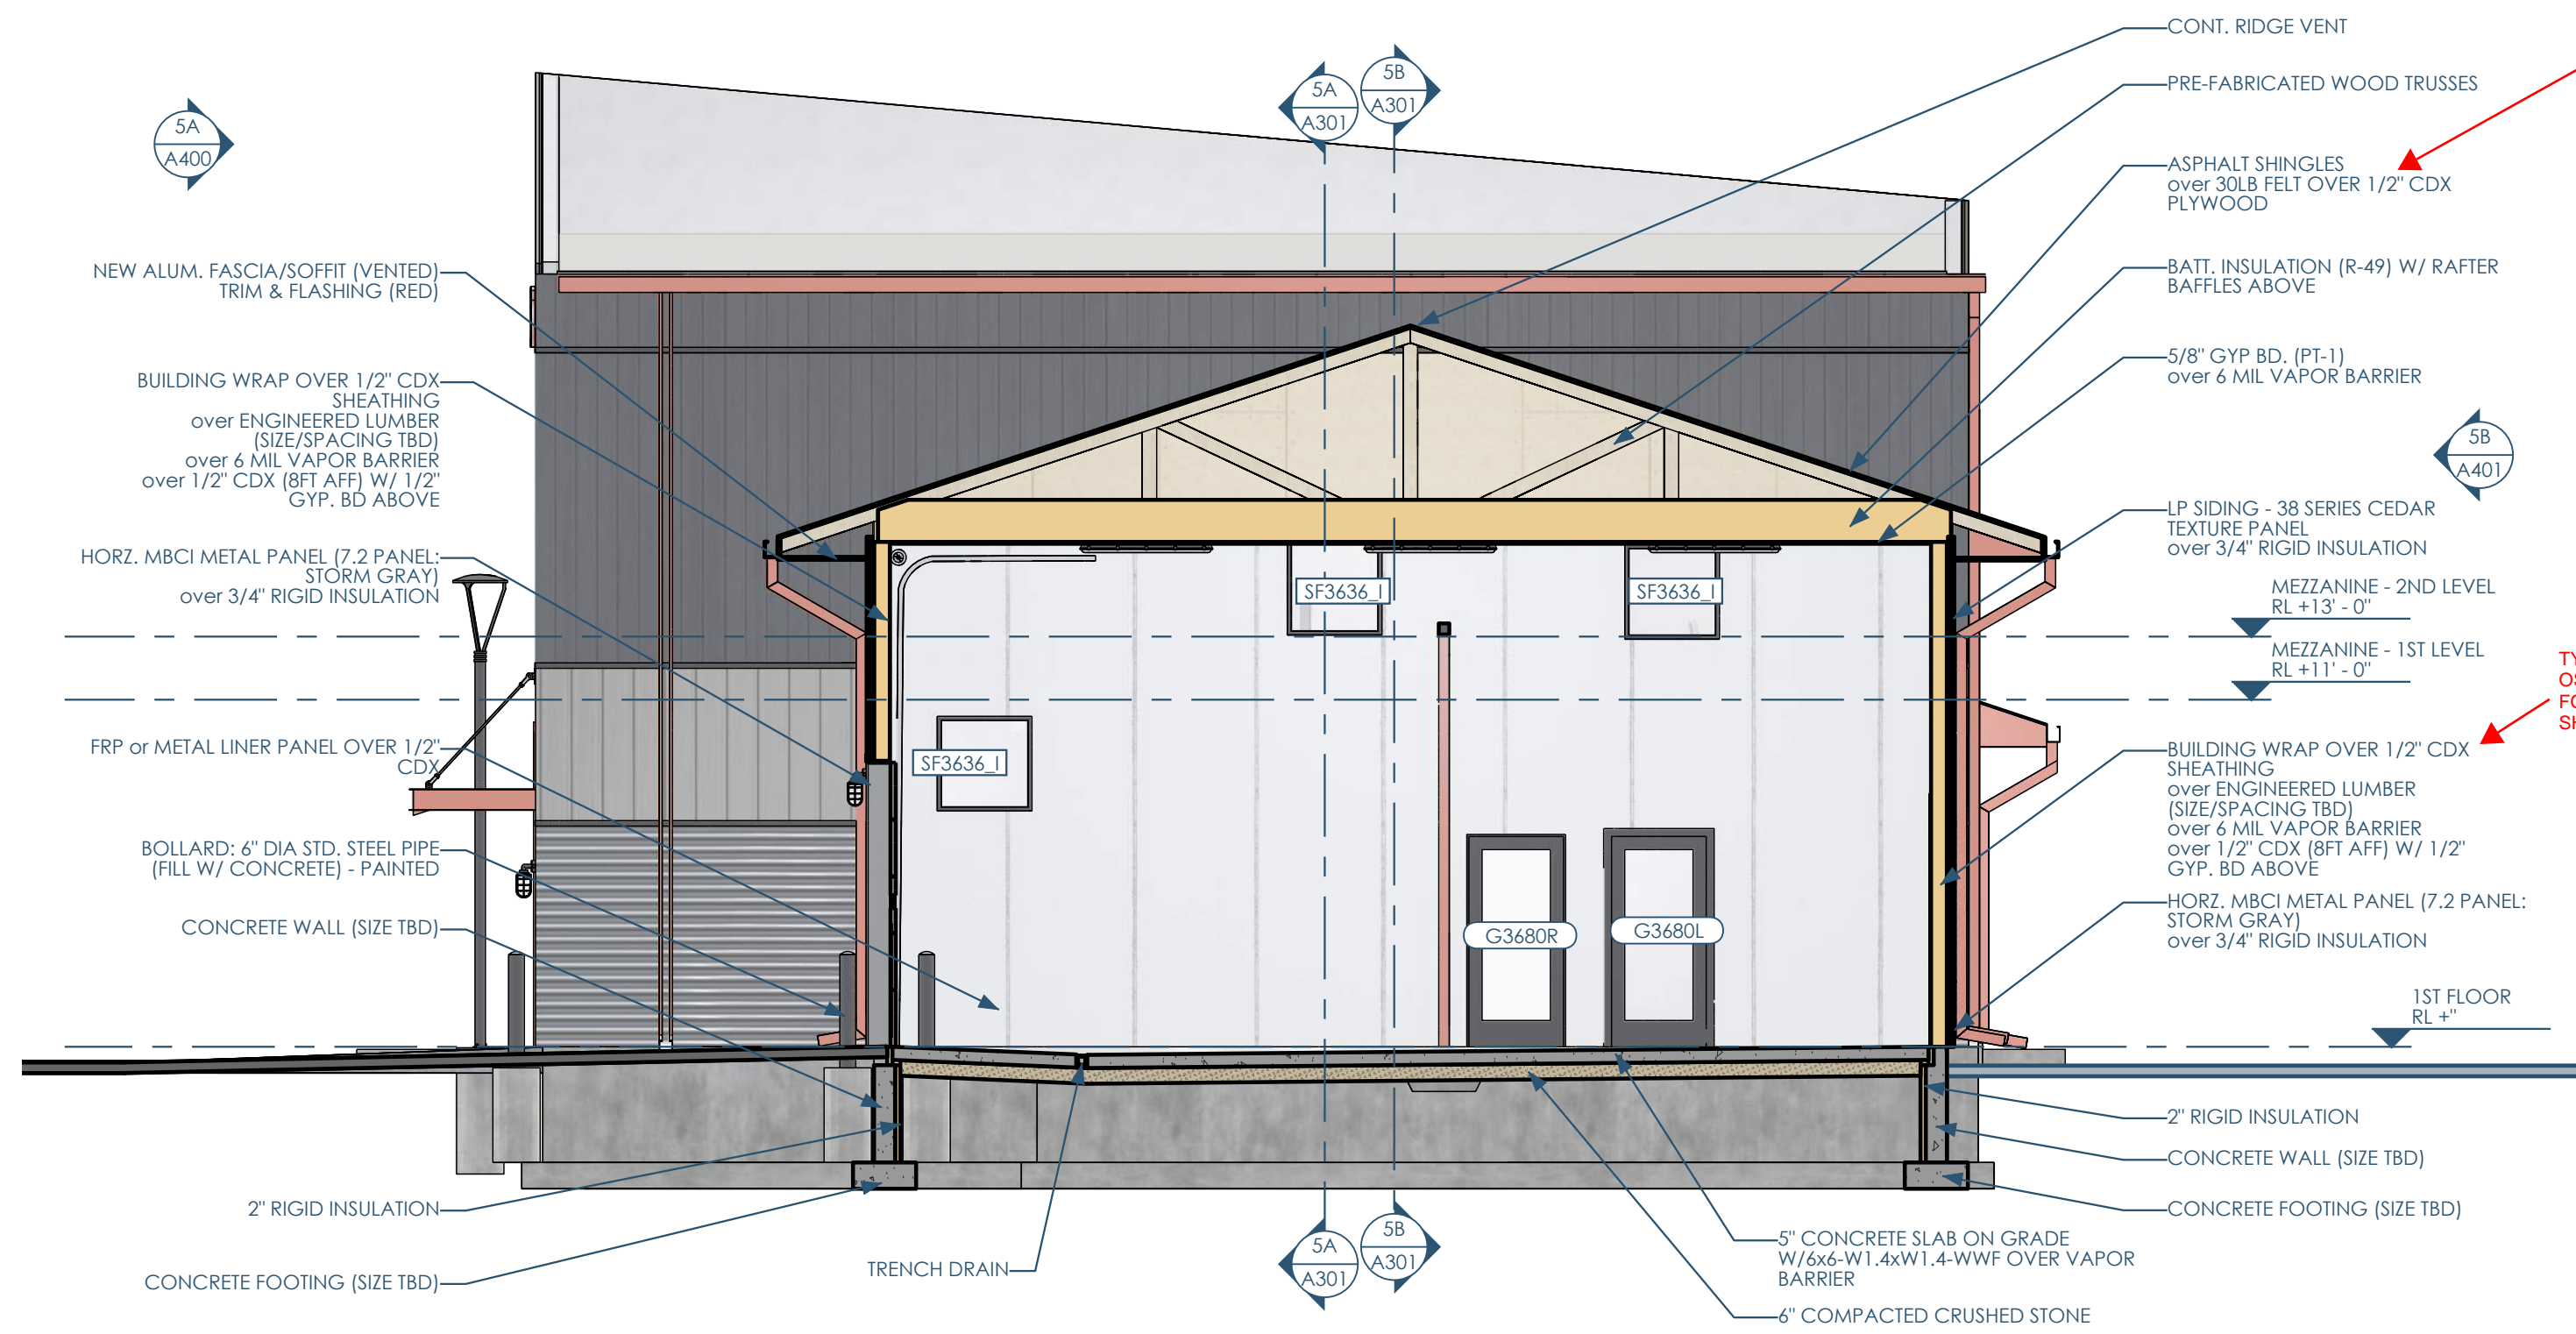 CONT. RIDGE VENT
PRE-FABRICATED WOOD TRUSSES
ASPHALT SHINGLES
over 30LB FELT OVER 1/2" CDX
PLYWOOD
BATT. INSULATION (R-49) W/ RAFTER
BAFFLES ABOVE
5/8" GYP BD. (PT-1)
over 6 MIL VAPOR BARRIER
LP SIDING - 38 SERIES CEDAR
TEXTURE PANEL
over 3/4" RIGID INSULATION
MEZZANINE - 2ND LEVEL
RL +13' - 0"
MEZZANINE - 1ST LEVEL
RL +11' - 0"
BUILDING WRAP OVER 1/2" CDX
SHEATHING
over ENGINEERED LUMBER
(SIZE/SPACING TBD)
over 6 MIL VAPOR BARRIER
over 1/2" CDX (8FT AFF) W/ 1/2"
GYP. BD ABOVE
HORZ. MBCI METAL PANEL (7.2 PANEL:
STORM GRAY)
over 3/4" RIGID INSULATION
1ST FLOOR
RL +"
2" RIGID INSULATION
CONCRETE WALL (SIZE TBD)
CONCRETE FOOTING (SIZE TBD)
5" CONCRETE SLAB ON GRADE
W/6x6-W1.4xW1.4-WWF OVER VAPOR
BARRIER
6" COMPACTED CRUSHED STONE
5A
A400
5A
A301
5B
A301
5B
A401
NEW ALUM. FASCIA/SOFFIT (VENTED)
TRIM & FLASHING (RED)
BUILDING WRAP OVER 1/2" CDX
SHEATHING
over ENGINEERED LUMBER
(SIZE/SPACING TBD)
over 6 MIL VAPOR BARRIER
over 1/2" CDX (8FT AFF) W/ 1/2"
GYP. BD ABOVE
HORZ. MBCI METAL PANEL (7.2 PANEL:
STORM GRAY)
over 3/4" RIGID INSULATION
FRP or METAL LINER PANEL OVER 1/2"
CDX
BOLLARD: 6" DIA STD. STEEL PIPE
(FILL W/ CONCRETE) - PAINTED
CONCRETE WALL (SIZE TBD)
2" RIGID INSULATION
CONCRETE FOOTING (SIZE TBD)
TRENCH DRAIN
SF3636_I
SF3636_I
SF3636_I
G3680R
G3680L
5A
A301
5B
A301